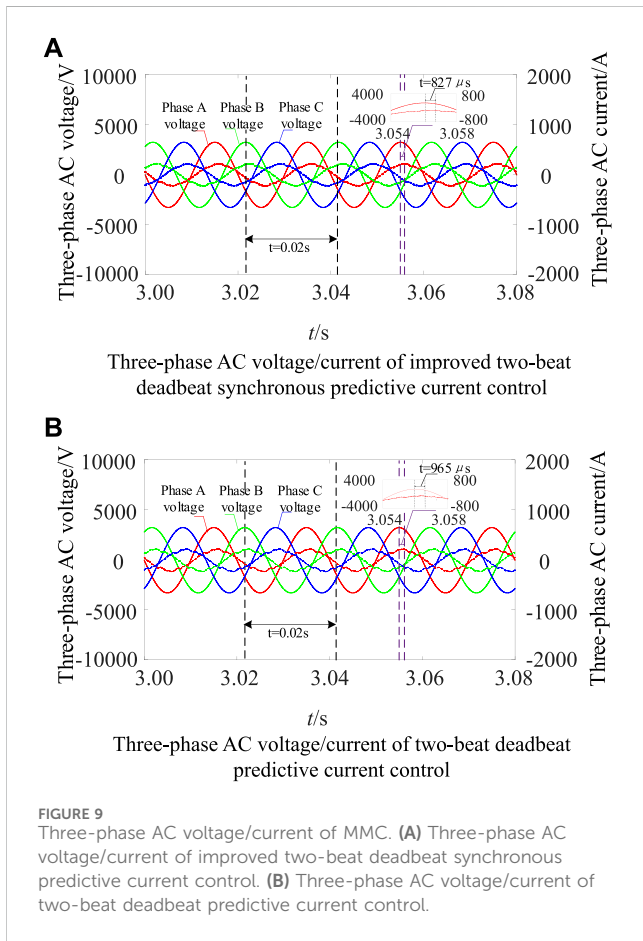 A
Three-phase AC voltage/V
10000
5000
0
-5000
-10000
Phase A voltage
Phase B voltage
Phase C voltage
t=827 μs
4000
-4000
800
-800
3.054
3.058
t=0.02s
2000
1000
0
-1000
-2000
Three-phase AC current/A
3.00 3.02 3.04 3.06 3.08
t/s
Three-phase AC voltage/current of improved two-beat
deadbeat synchronous predictive current control
B
Three-phase AC voltage/V
10000
5000
0
-5000
-10000
Phase A voltage
Phase B voltage
Phase C voltage
t=965 μs
4000
-4000
800
-800
3.054
3.058
t=0.02s
2000
1000
0
-1000
-2000
Three-phase AC current/A
3.00 3.02 3.04 3.06 3.08
t/s
Three-phase AC voltage/current of two-beat deadbeat
predictive current control
FIGURE 9
Three-phase AC voltage/current of MMC. (A) Three-phase AC
voltage/current of improved two-beat deadbeat synchronous
predictive current control. (B) Three-phase AC voltage/current of
two-beat deadbeat predictive current control.